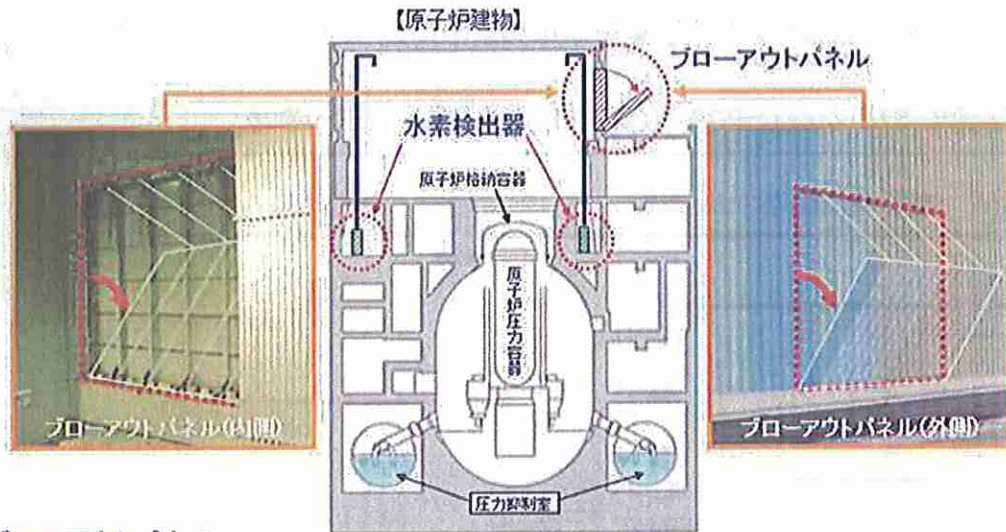 【原子炉建物】
ブローアウトパネル
水素検出器
原子炉格納容器
原子炉圧力容器
ブローアウトパネル(内側)
ブローアウトパネル(外側)
圧力抑制室